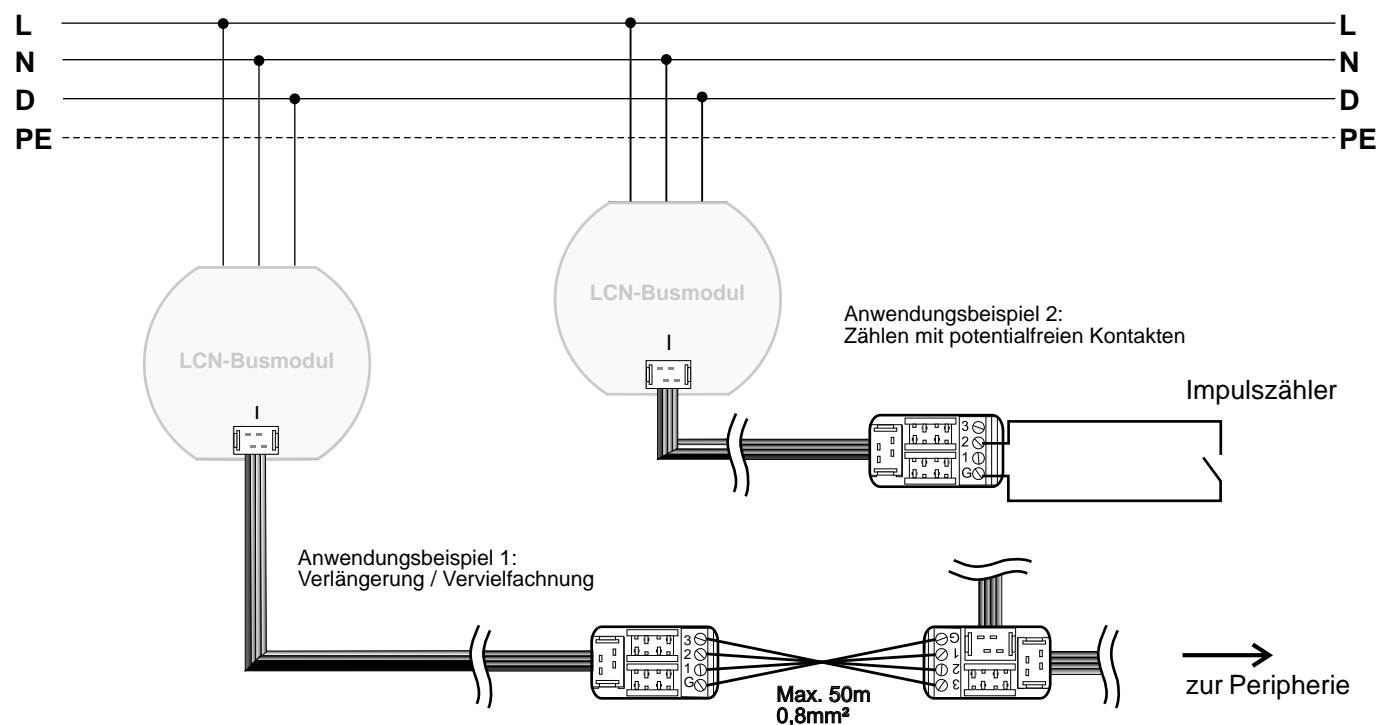 L L
N N
D D
PE PE
LCN-Busmodul
I
LCN-Busmodul
I
Anwendungsbeispiel 2:
Zählen mit potentialfreien Kontakten
Impulszähler
3
2
1
G
Anwendungsbeispiel 1:
Verlängerung / Vervielfachnung
3
2
1
G
G
1
2
3
Max. 50m
0,8mm²
zur Peripherie